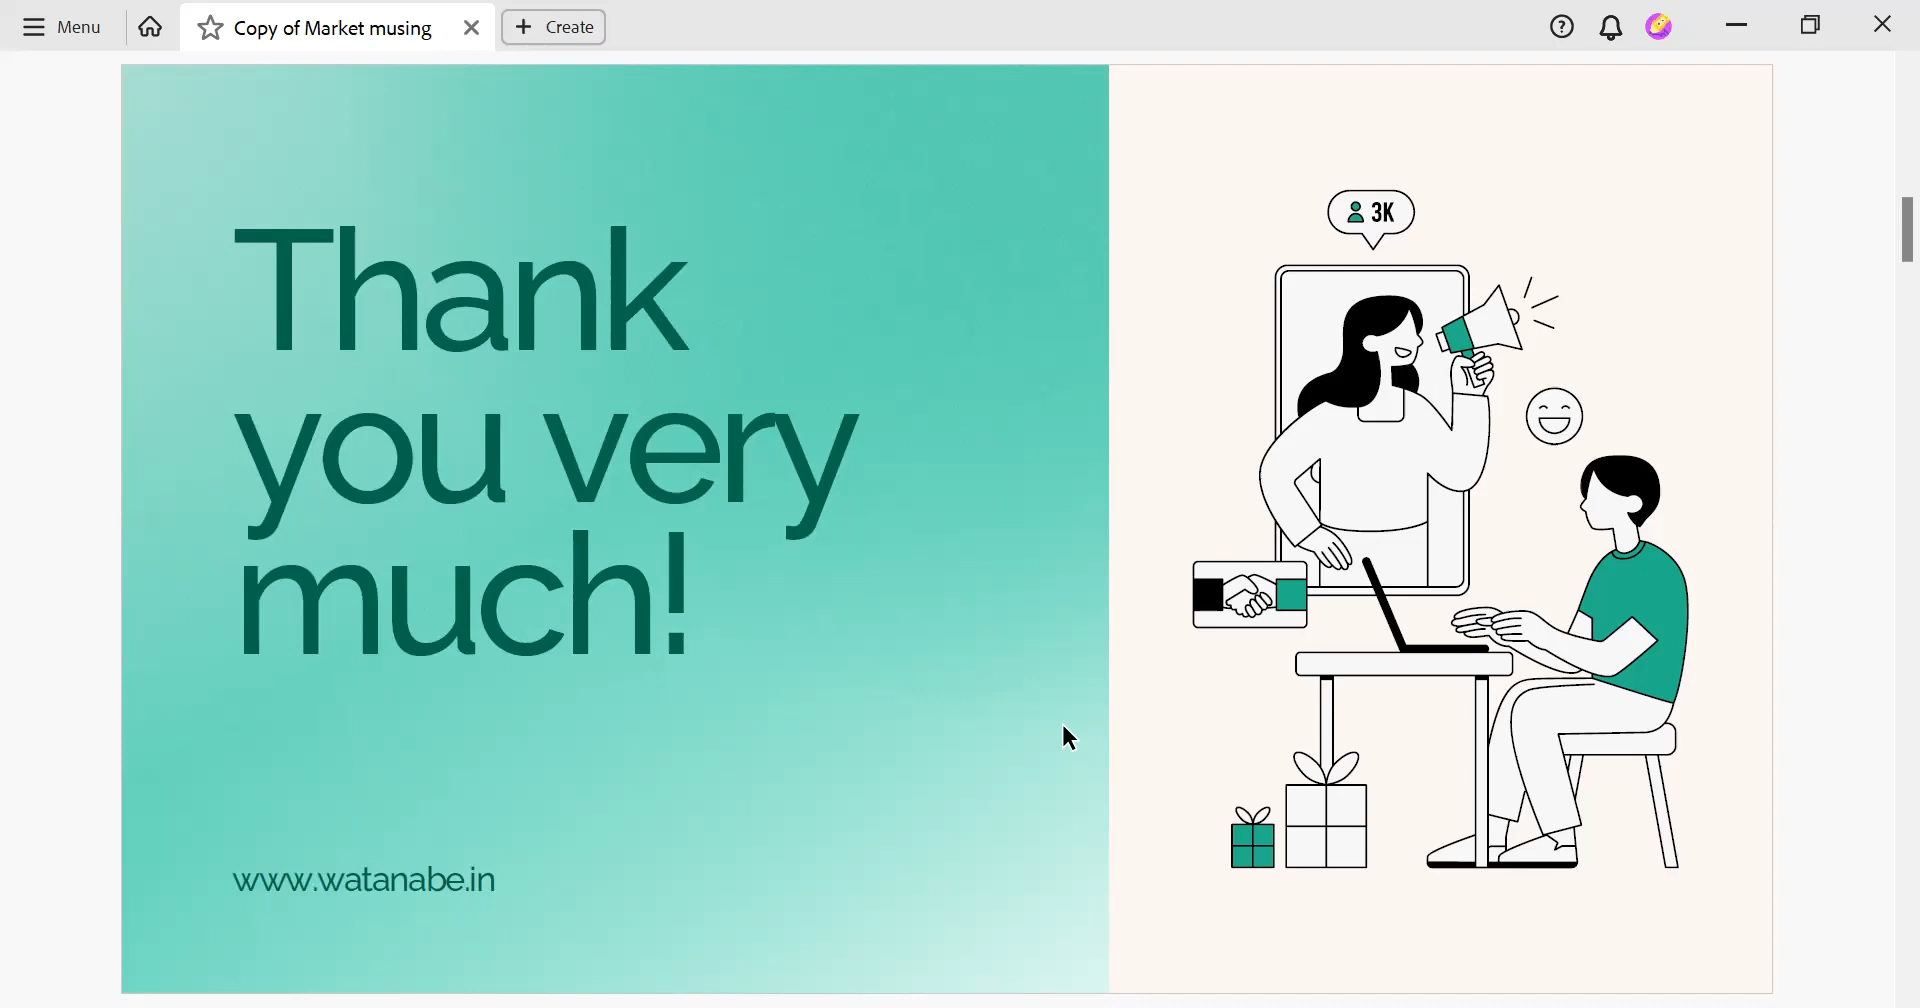 Menu
Copy of Market musing
Create
3K
Thank
you very
much!
www.watanabe.in